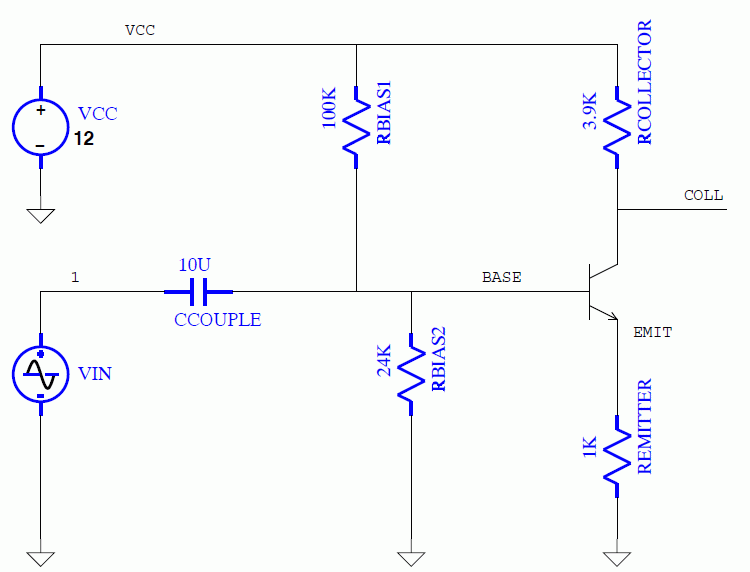 VCC
VCC
12
+
−
100K
RBIAS1
3.9K
RCOLLECTOR
COLL
1
10U
CCOUPLE
BASE
EMIT
VIN
24K
RBIAS2
1K
REMITTER